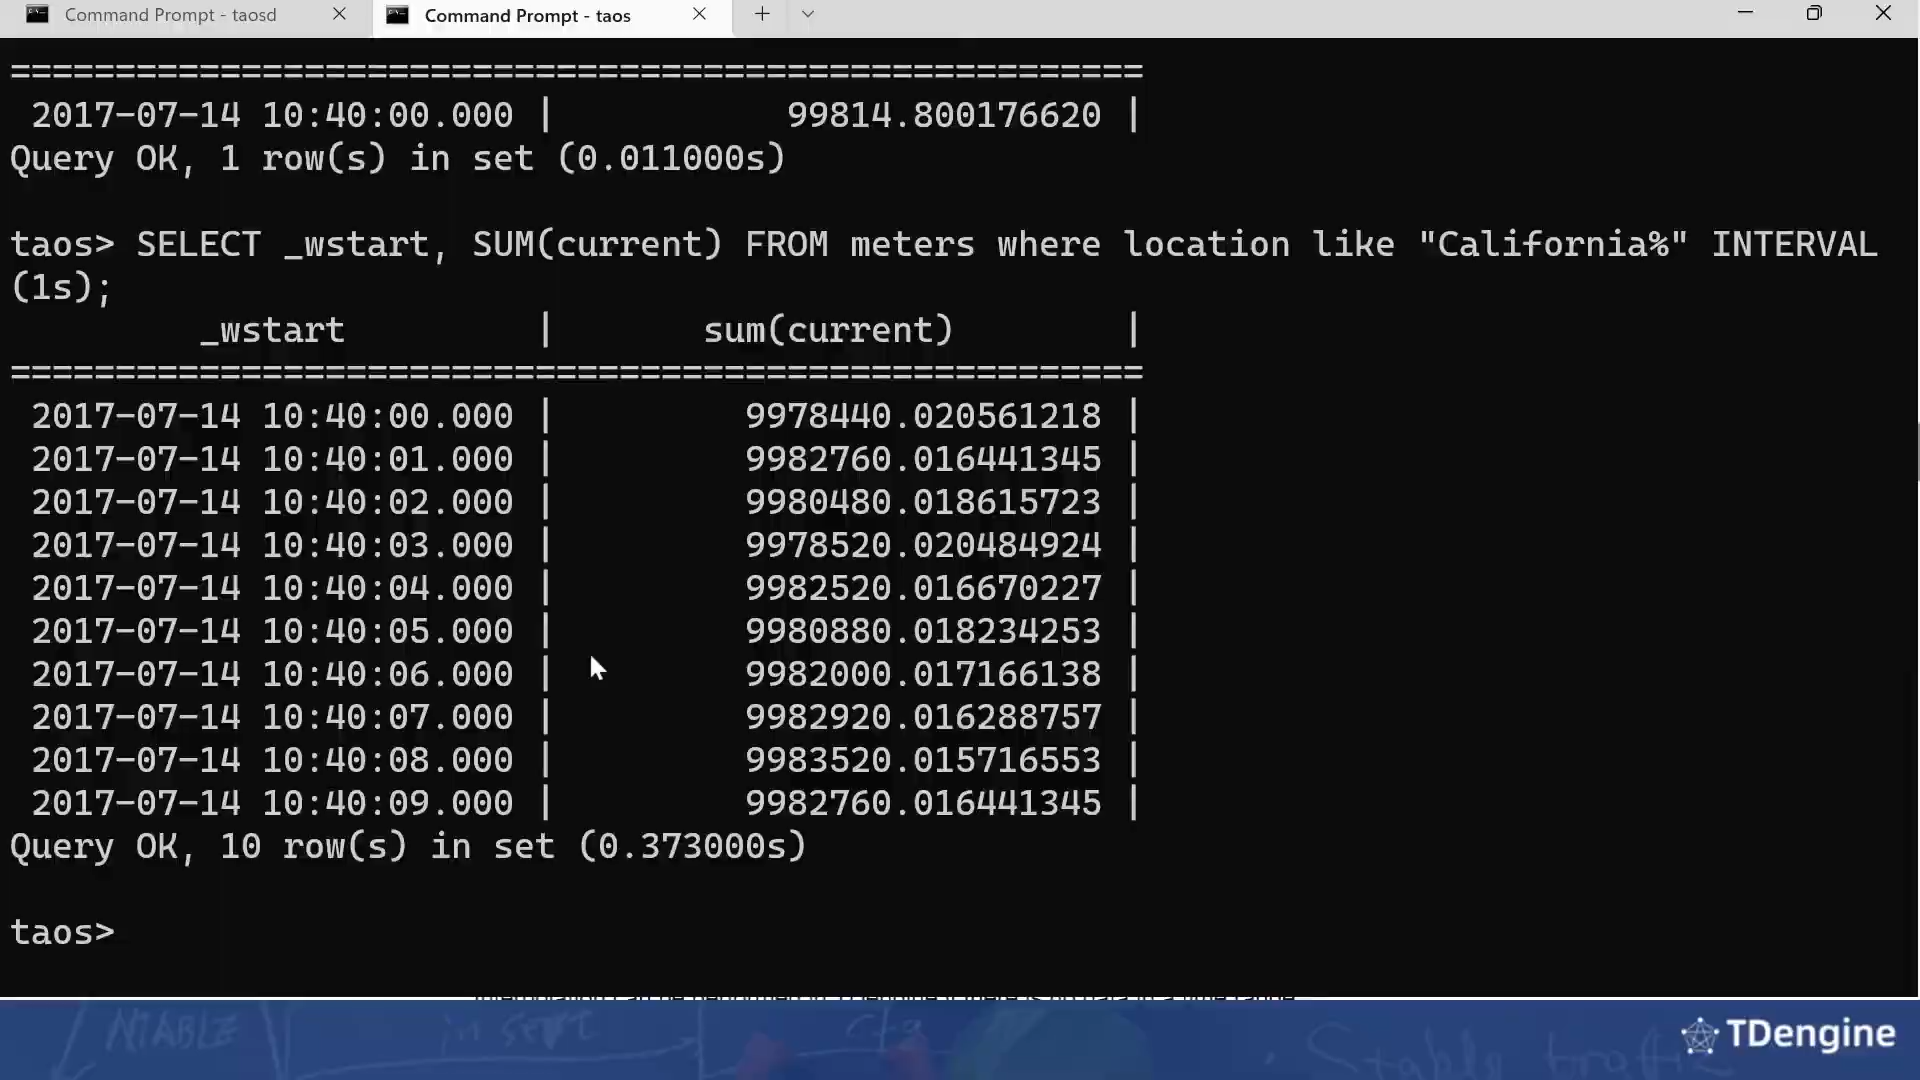 Command Prompt - taosd
Command Prompt - taos
=======================================================
2017-07-14 10:40:00.000 | 99814.800176620 |
Query OK, 1 row(s) in set (0.011000s)
taos> SELECT _wstart, SUM(current) FROM meters where location like "California%" INTERVAL
(1s);
_wstart | sum(current) |
=======================================================
2017-07-14 10:40:00.000 | 9978440.020561218 |
2017-07-14 10:40:01.000 | 9982760.016441345 |
2017-07-14 10:40:02.000 | 9980480.018615723 |
2017-07-14 10:40:03.000 | 9978520.020484924 |
2017-07-14 10:40:04.000 | 9982520.016670227 |
2017-07-14 10:40:05.000 | 9980880.018234253 |
2017-07-14 10:40:06.000 | 9982000.017166138 |
2017-07-14 10:40:07.000 | 9982920.016288757 |
2017-07-14 10:40:08.000 | 9983520.015716553 |
2017-07-14 10:40:09.000 | 9982760.016441345 |
Query OK, 10 row(s) in set (0.373000s)
taos>
TDengine